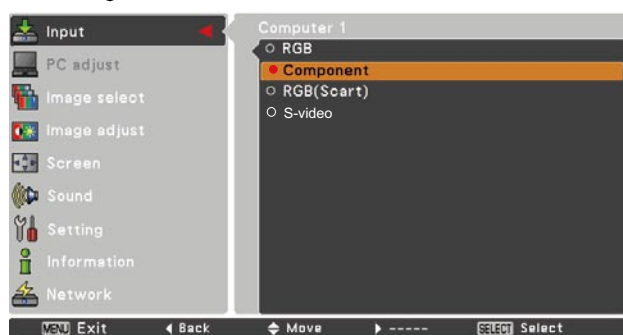 Input
PC adjust
Image select
Image adjust
Screen
Sound
Setting
Information
Network
Computer 1
RGB
Component
RGB(Scart)
S-video
MENU Exit Back Move ----- SELECT Select